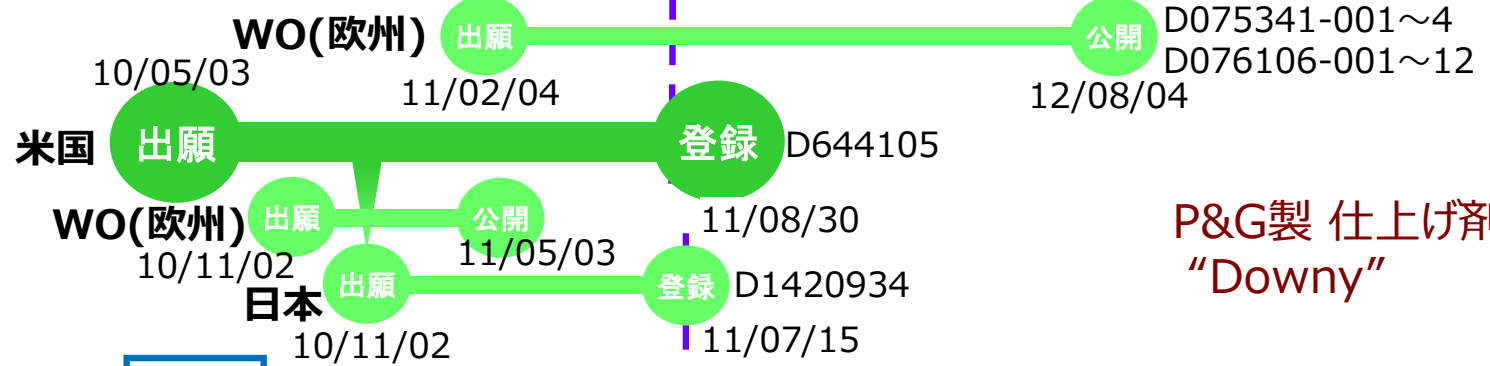 WO(欧州) 出願 公開 D075341-001～4
D076106-001～12
10/05/03 11/02/04 12/08/04
米国 出願 登録 D644105
WO(欧州) 出願 公開 11/08/30
10/11/02 11/05/03
日本 出願 登録 D1420934
10/11/02 11/07/15
P&G製 仕上げ剤
“Downy”